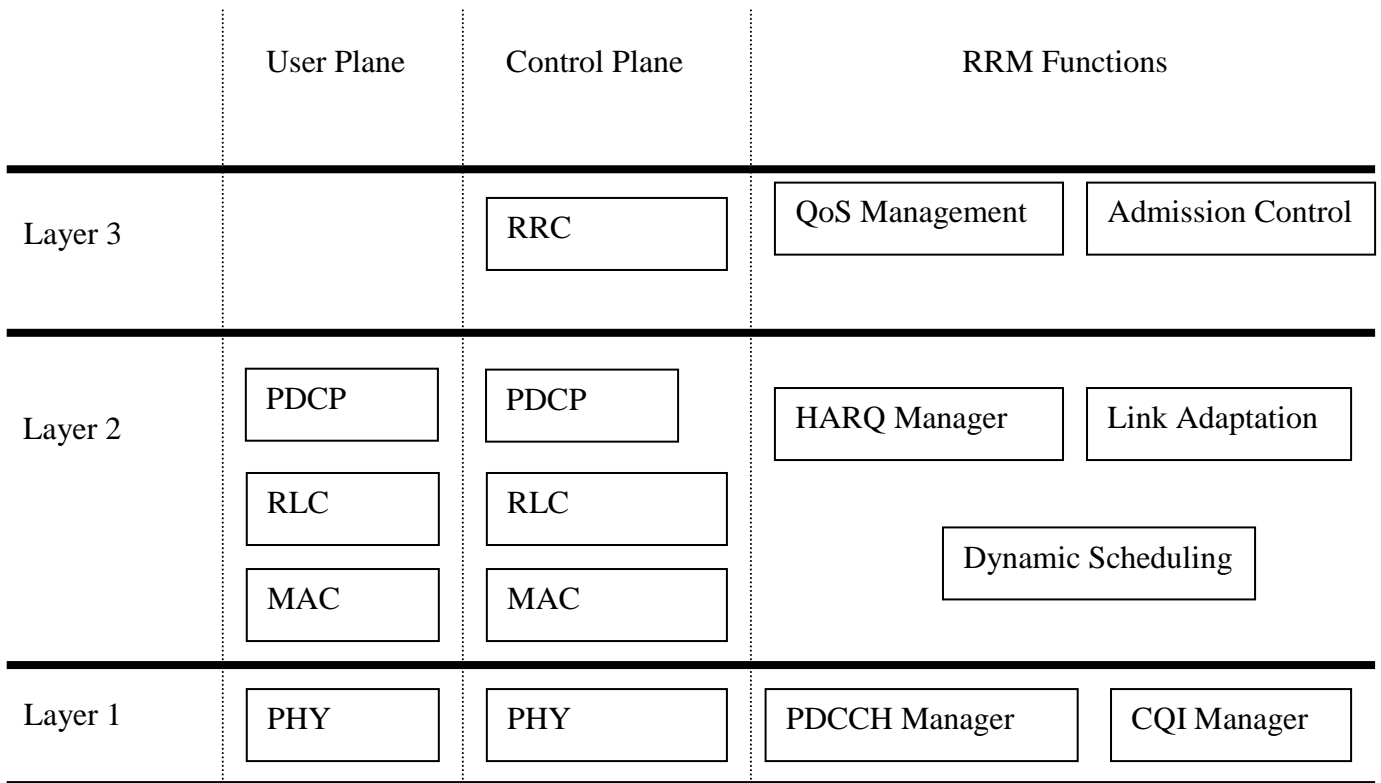 User Plane
Control Plane
RRM Functions
Layer 3
RRC
QoS Management
Admission Control
Layer 2
PDCP
PDCP
HARQ Manager
Link Adaptation
RLC
RLC
Dynamic Scheduling
MAC
MAC
Layer 1
PHY
PHY
PDCCH Manager
CQI Manager